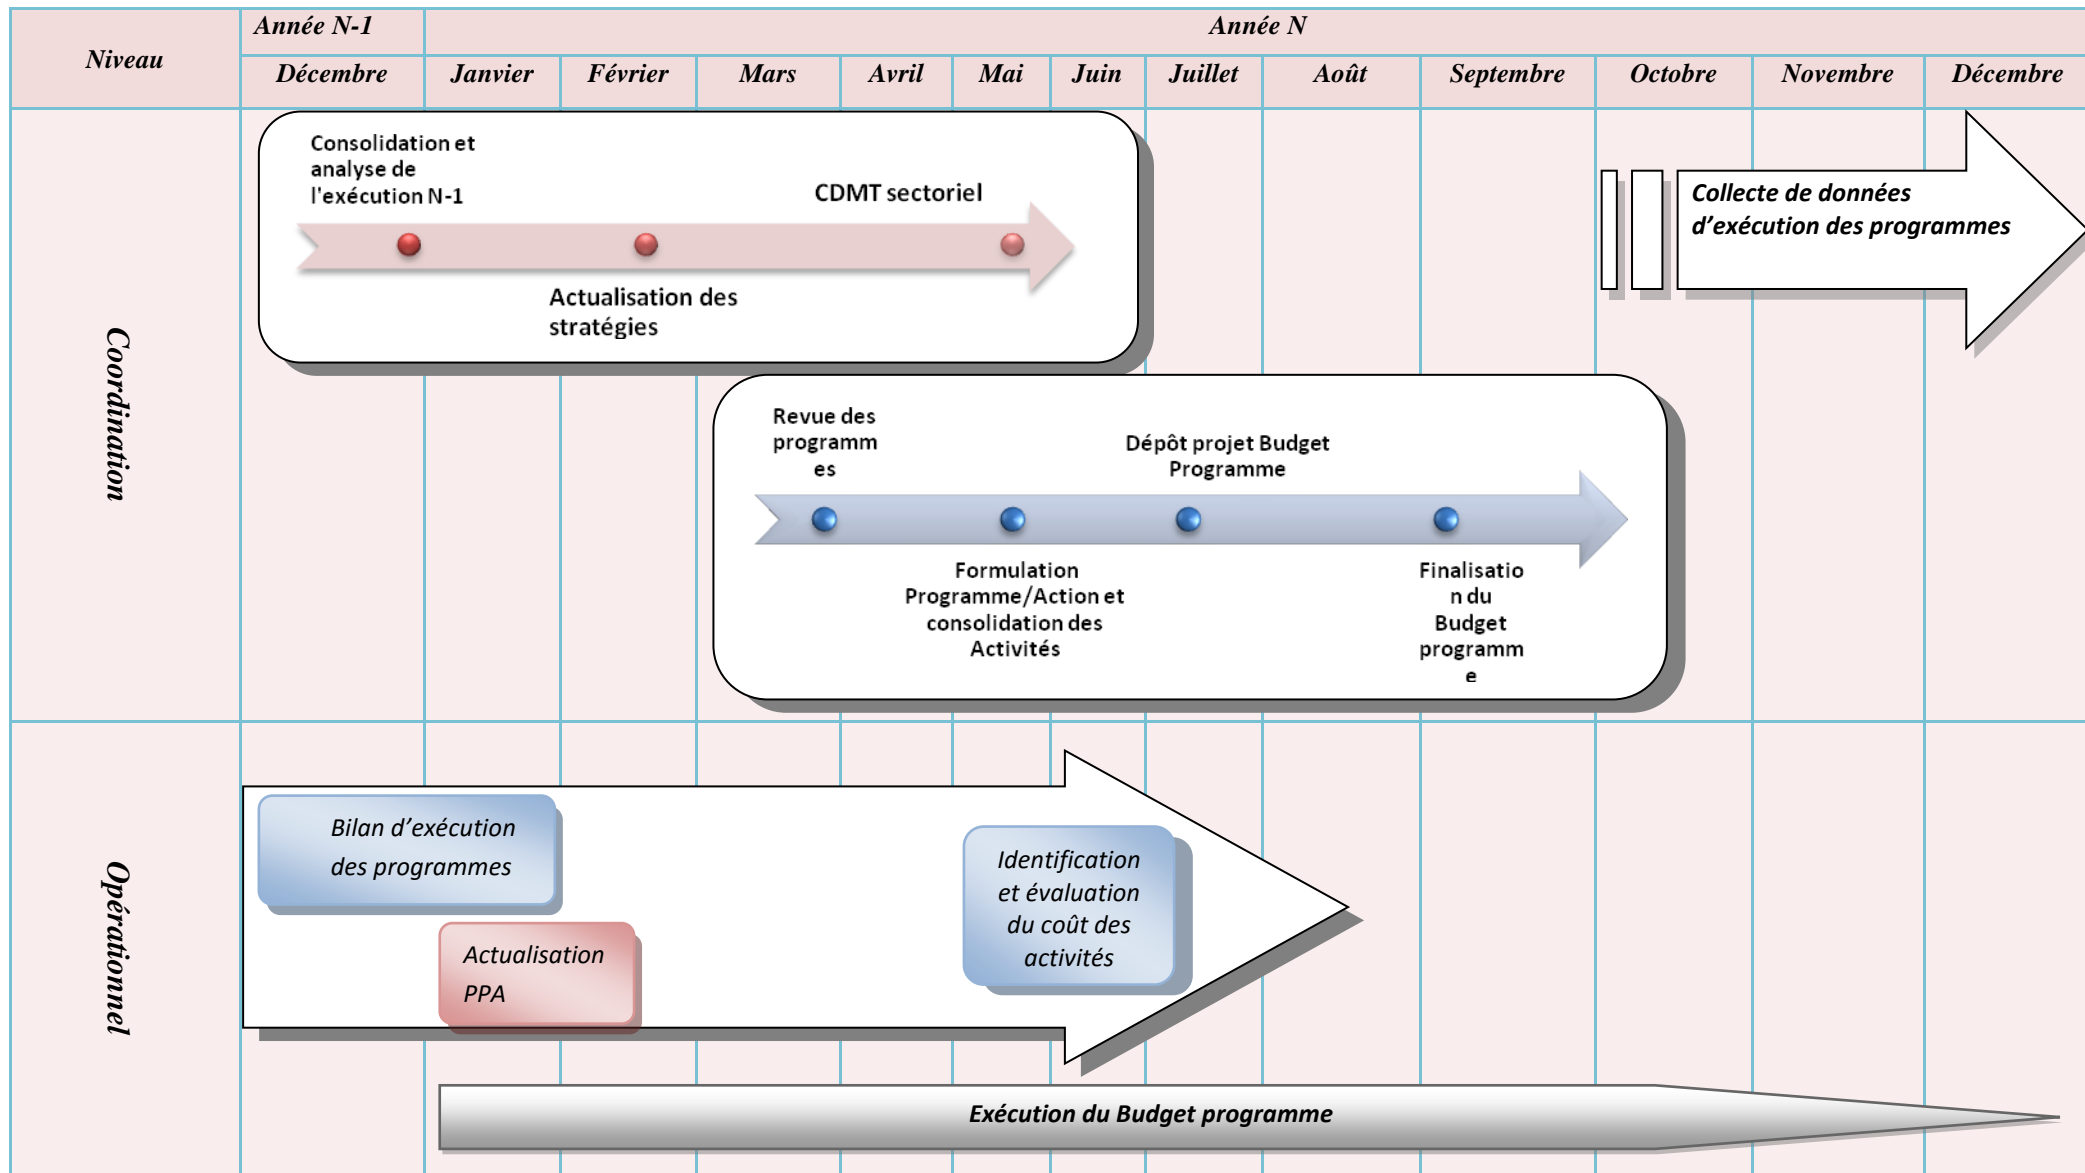 Niveau
Année N-1
Année N
Décembre
Janvier
Février
Mars
Avril
Mai
Juin
Juillet
Août
Septembre
Octobre
Novembre
Décembre
Coordination
Consolidation et
analyse de
l'exécution N-1
CDMT sectoriel
Actualisation des
stratégies
Collecte de données
d’exécution des programmes
Revue des
programm
es
Dépôt projet Budget
Programme
Formulation
Programme/Action et
consolidation des
Activités
Finalisatio
n du
Budget
programm
e
Opérationnel
Bilan d’exécution
des programmes
Actualisation
PPA
Identification
et évaluation
du coût des
activités
Exécution du Budget programme